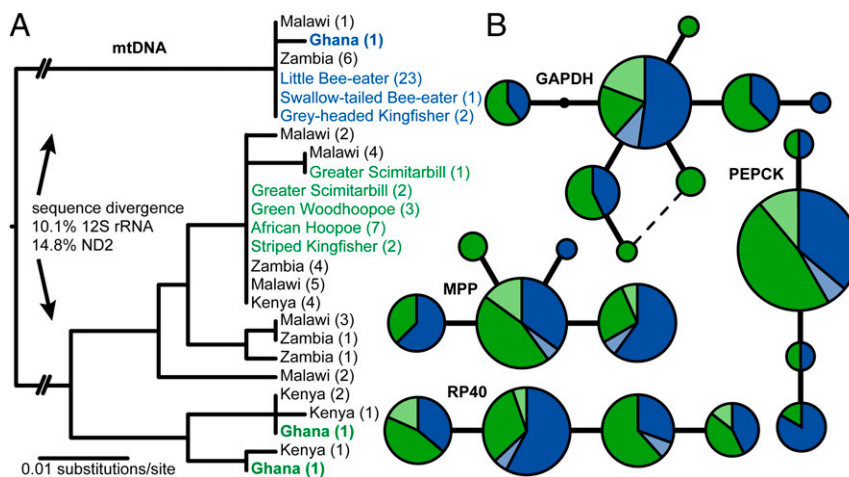 A
mtDNA
Malawi (1)
Ghana (1)
Zambia (6)
Little Bee-eater (23)
Swallow-tailed Bee-eater (1)
Grey-headed Kingfisher (2)
Malawi (2)
Malawi (4)
Greater Scimitarbill (1)
Greater Scimitarbill (2)
Green Woodhoopoe (3)
African Hoopoe (7)
Striped Kingfisher (2)
Zambia (4)
Malawi (5)
Kenya (4)
Malawi (3)
Zambia (1)
Zambia (1)
Malawi (2)
Kenya (2)
Kenya (1)
Ghana (1)
Kenya (1)
Ghana (1)
sequence divergence
10.1% 12S rRNA
14.8% ND2
0.01 substitutions/site
B
GAPDH
PEPCK
MPP
RP40